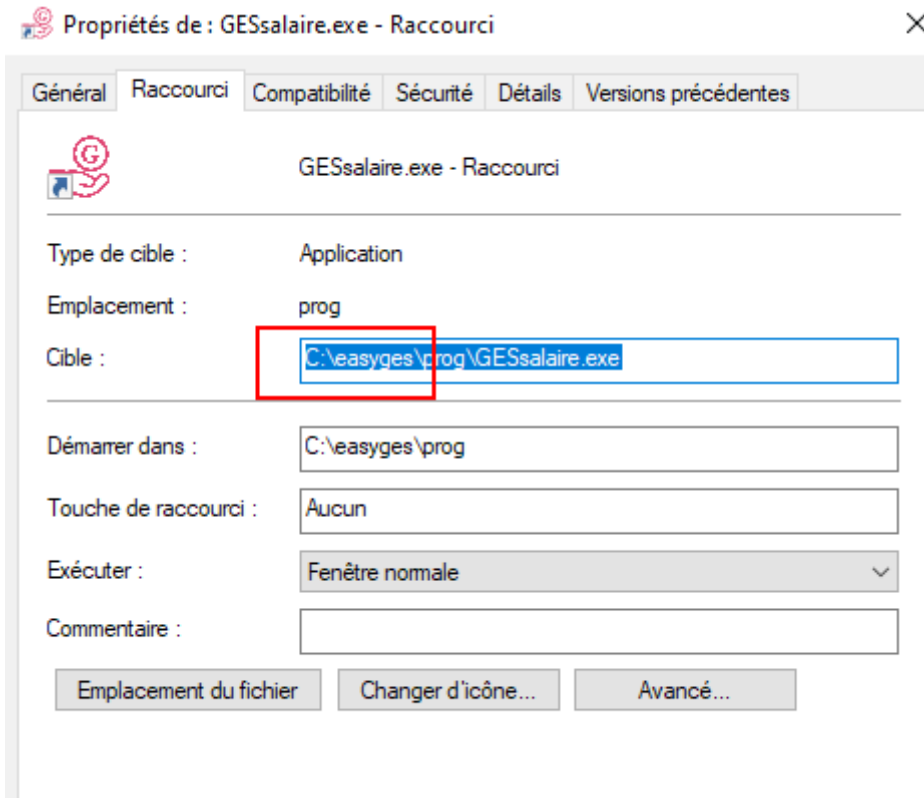 Propriétés de : GESsalaire.exe - Raccourci
Général Raccourci Compatibilité Sécurité Détails Versions précédentes
G
GESsalaire.exe - Raccourci
Type de cible : Application
Emplacement : prog
Cible : C:\easyges\prog\GESsalaire.exe
Démarrer dans : C:\easyges\prog
Touche de raccourci : Aucun
Exécuter : Fenêtre normale
Commentaire :
Emplacement du fichier Changer d'icône... Avancé...